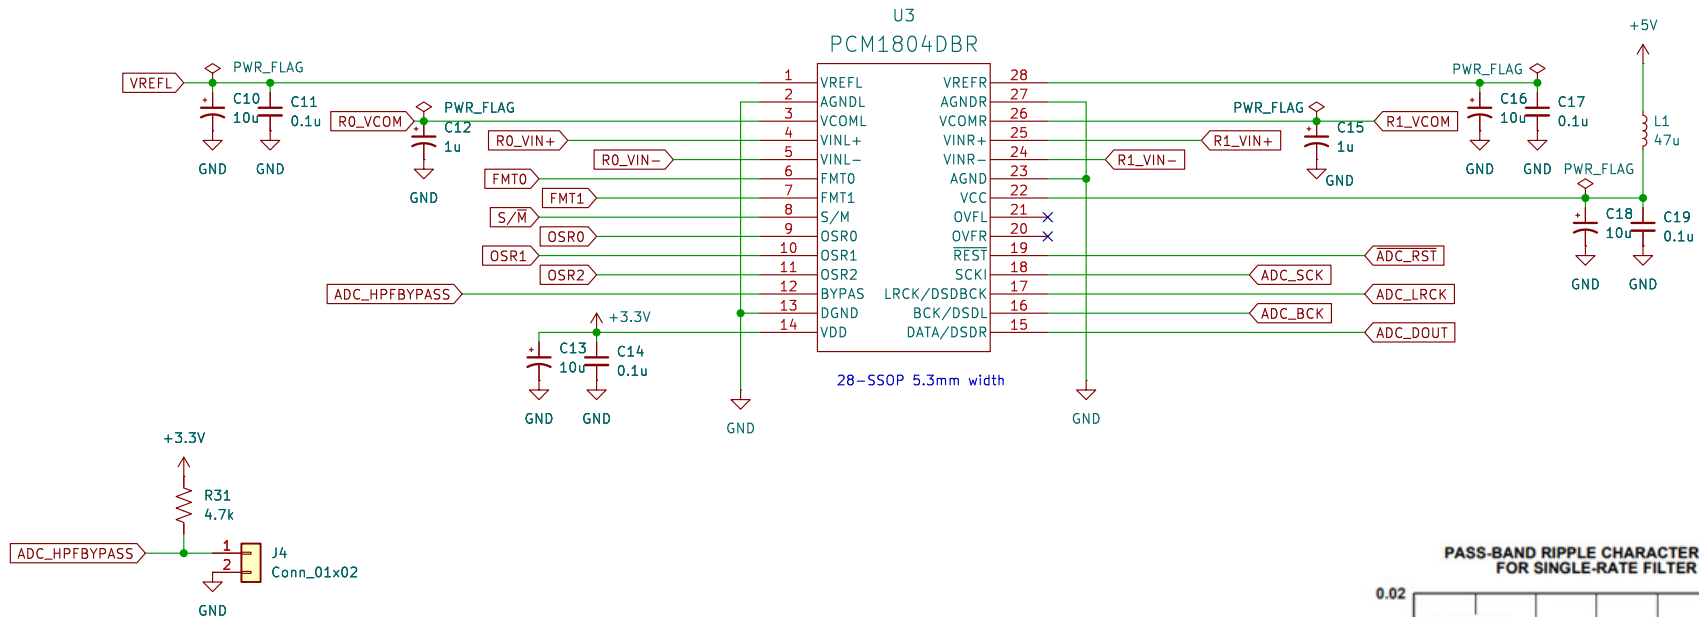 U3
PCM1804DBR
+5V
VREFL
PWR_FLAG
C10
10u
C11
0.1u
GND
GND
R0_VCOM
PWR_FLAG
C12
1u
GND
R0_VIN+
R0_VIN-
FMT0
FMT1
S/M̅
OSR0
OSR1
OSR2
ADC_HPFBYPASS
+3.3V
C13
10u
C14
0.1u
GND
GND
GND
1 VREFL
2 AGNDL
3 VCOML
4 VINL+
5 VINL-
6 FMT0
7 FMT1
8 S/M
9 OSR0
10 OSR1
11 OSR2
12 BYPAS
13 DGND
14 VDD
VREFR 28
AGNDR 27
VCOMR 26
VINR+ 25
VINR- 24
AGND 23
VCC 22
OVFL 21
OVFR 20
R̅E̅S̅T̅ 19
SCKI 18
LRCK/DSDBCK 17
BCK/DSDL 16
DATA/DSDR 15
28-SSOP 5.3mm width
GND
PWR_FLAG
C15
1u
GND
R1_VCOM
R1_VIN+
R1_VIN-
PWR_FLAG
C16
10u
C17
0.1u
GND
GND
L1
47u
PWR_FLAG
C18
10u
C19
0.1u
GND
GND
A̅D̅C̅_̅R̅S̅T̅
ADC_SCK
ADC_LRCK
ADC_BCK
ADC_DOUT
+3.3V
R31
4.7k
ADC_HPFBYPASS
1
2
J4
Conn_01x02
GND
PASS-BAND RIPPLE CHARACTER
FOR SINGLE-RATE FILTER
0.02